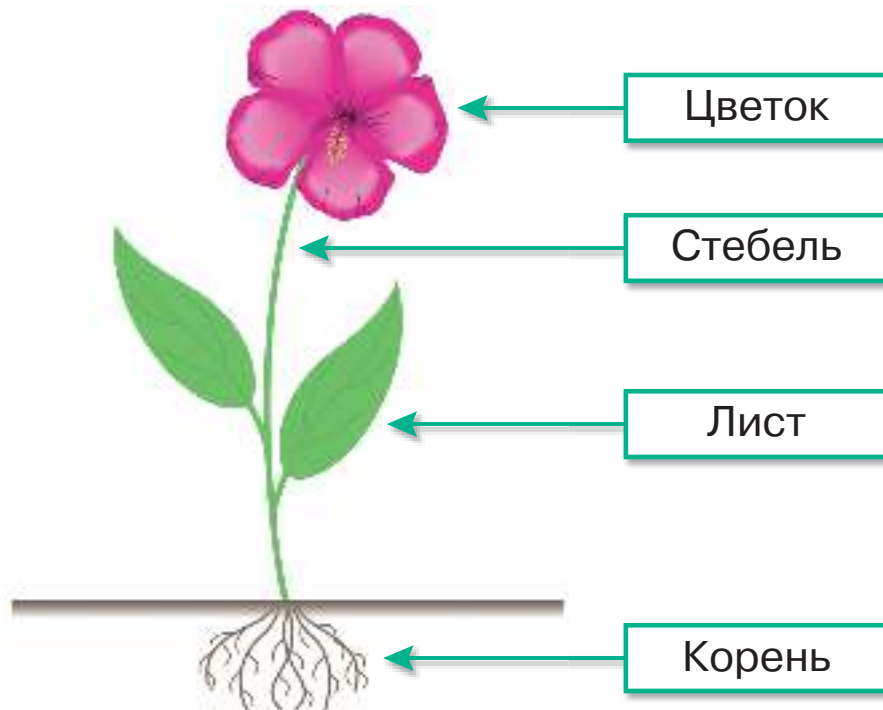 Цветок
Стебель
Лист
Корень